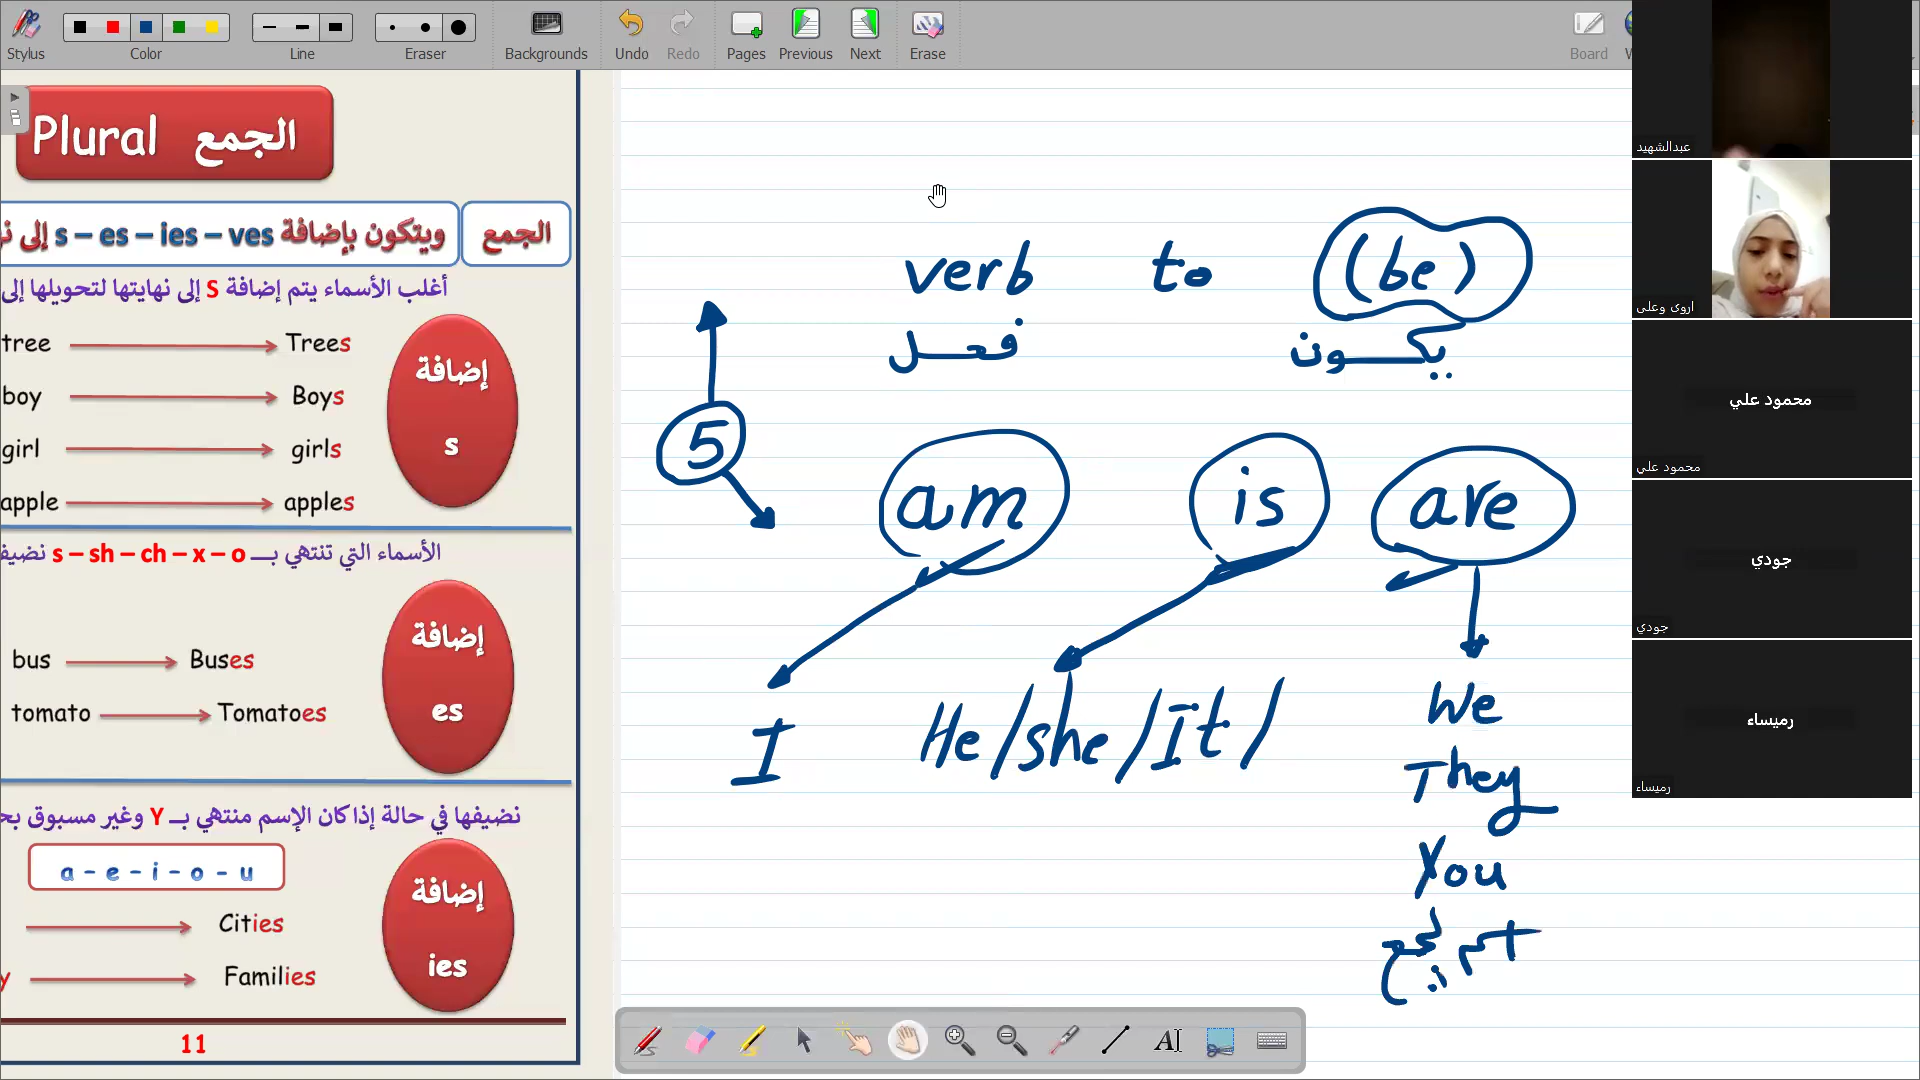 Stylus Color Line Eraser Backgrounds Undo Redo Pages Previous Next Erase Board
Plural الجمع
الجمع
ويتكون بإضافة s – es – ies – ves إلى
أغلب الأسماء يتم إضافة S إلى نهايتها لتحويلها إلى
tree Trees
boy Boys
girl girls
apple apples
إضافة
s
الأسماء التي تنتهي بــ s – sh – ch – x – o
bus Buses
tomato Tomatoes
إضافة
es
نضيفها في حالة إذا كان الإسم منتهي بــ Y وغير مسبوق
a - e - i - o - u
Cities
y Families
إضافة
ies
11
verb to (be)
فعل يكون
5
am is are
I He/she/It/ We
They
You
عبدالشهيد
اروى وعلى
محمود علي
محمود علي
جودي
جودي
رميساء
رميساء